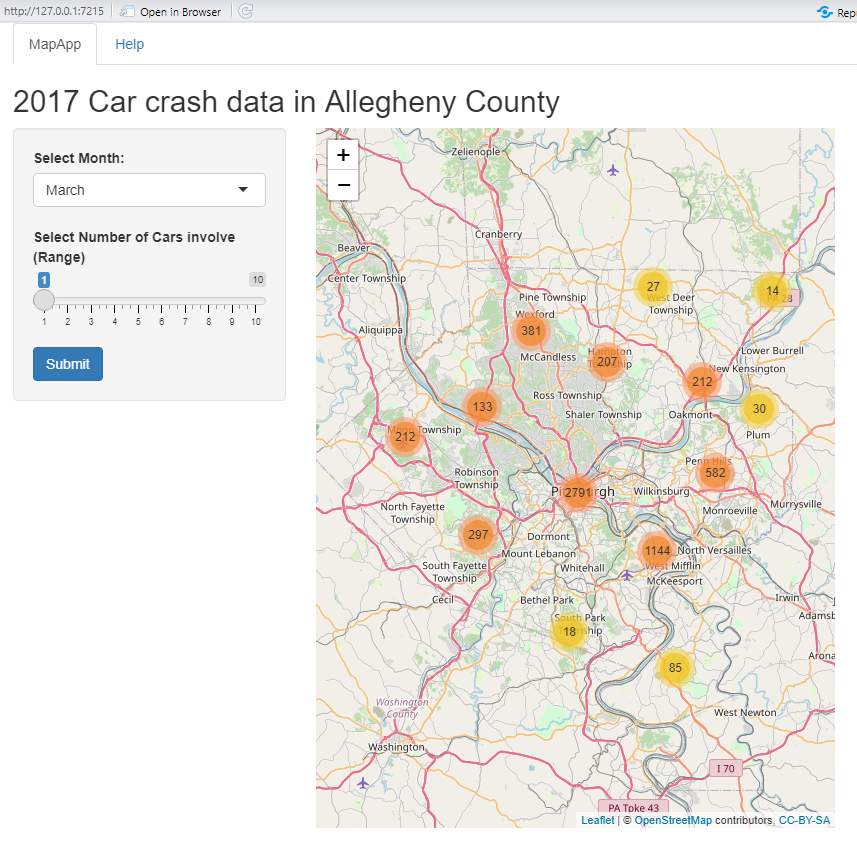 http://127.0.0.1:7215
Open in Browser
MapApp
Help
2017 Car crash data in Allegheny County
Select Month:
March
Select Number of Cars involve
(Range)
1
10
1 2 3 4 5 6 7 8 9 10
Submit
+
−
Zelienople
Cranberry
Beaver
Center Township
27
14
West Deer
Township
PA 28
Pine Township
Wexford
381
Aliquippa
McCandless
Hampton
207
Lower Burrell
New Kensington
212
Ross Township
133
Shaler Township
Oakmont
30
Plum
212
Township
Robinson
Township
Penn Hills
582
2791
Wilkinsburg
Monroeville
Murrysville
North Fayette
Township
297
Dormont
Mount Lebanon
1144
North Versailles
West Mifflin
South Fayette
Township
Whitehall
McKeesport
Cecil
Bethel Park
Irwin
South Park
Township
18
85
Washington
County
West Newton
Washington
I 70
PA Tpke 43
Leaflet | © OpenStreetMap contributors, CC-BY-SA